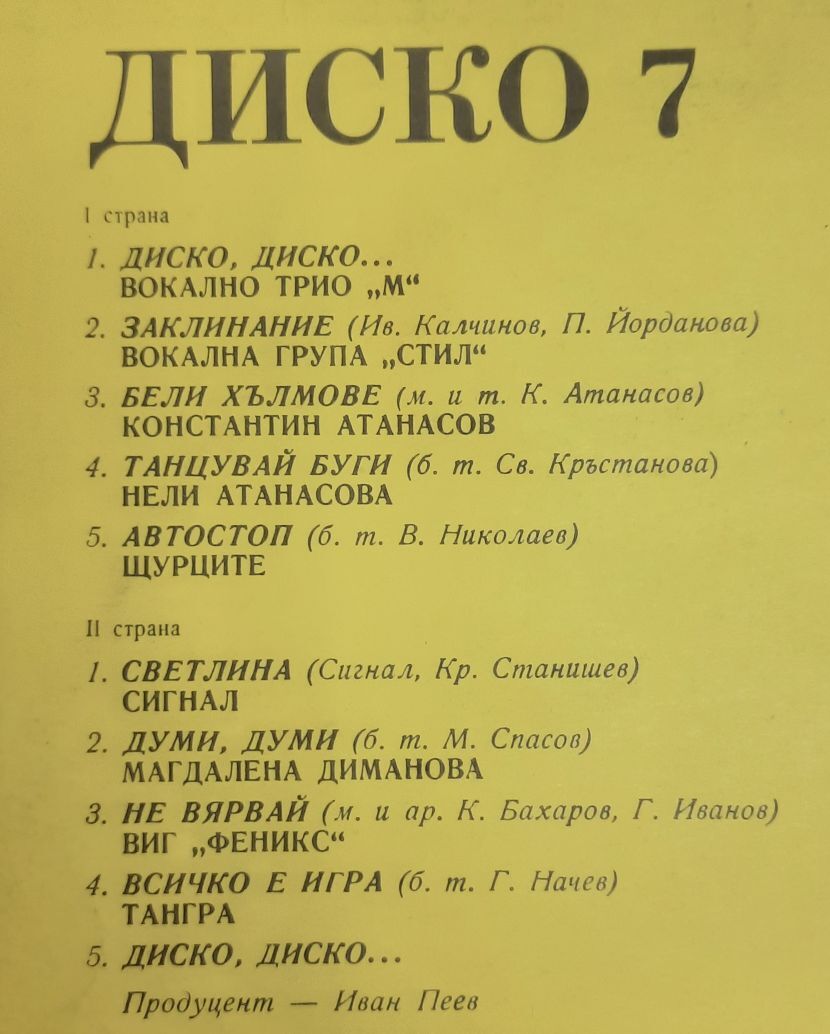 ДИСКО 7
I страна
1. ДИСКО, ДИСКО...
ВОКАЛНО ТРИО „М“
2. ЗАКЛИНАНИЕ (Ив. Калчинов, П. Йорданова)
ВОКАЛНА ГРУПА „СТИЛ“
3. БЕЛИ ХЪЛМОВЕ (м. и т. К. Атанасов)
КОНСТАНТИН АТАНАСОВ
4. ТАНЦУВАЙ БУГИ (б. т. Св. Кръстанова)
НЕЛИ АТАНАСОВА
5. АВТОСТОП (б. т. В. Николаев)
ЩУРЦИТЕ
II страна
1. СВЕТЛИНА (Сигнал, Кр. Станишев)
СИГНАЛ
2. ДУМИ, ДУМИ (б. т. М. Спасов)
МАГДАЛЕНА ДИМАНОВА
3. НЕ ВЯРВАЙ (м. и ар. К. Бахаров, Г. Иванов)
ВИГ „ФЕНИКС“
4. ВСИЧКО Е ИГРА (б. т. Г. Начев)
ТАНГРА
5. ДИСКО, ДИСКО...
Продуцент — Иван Пеев